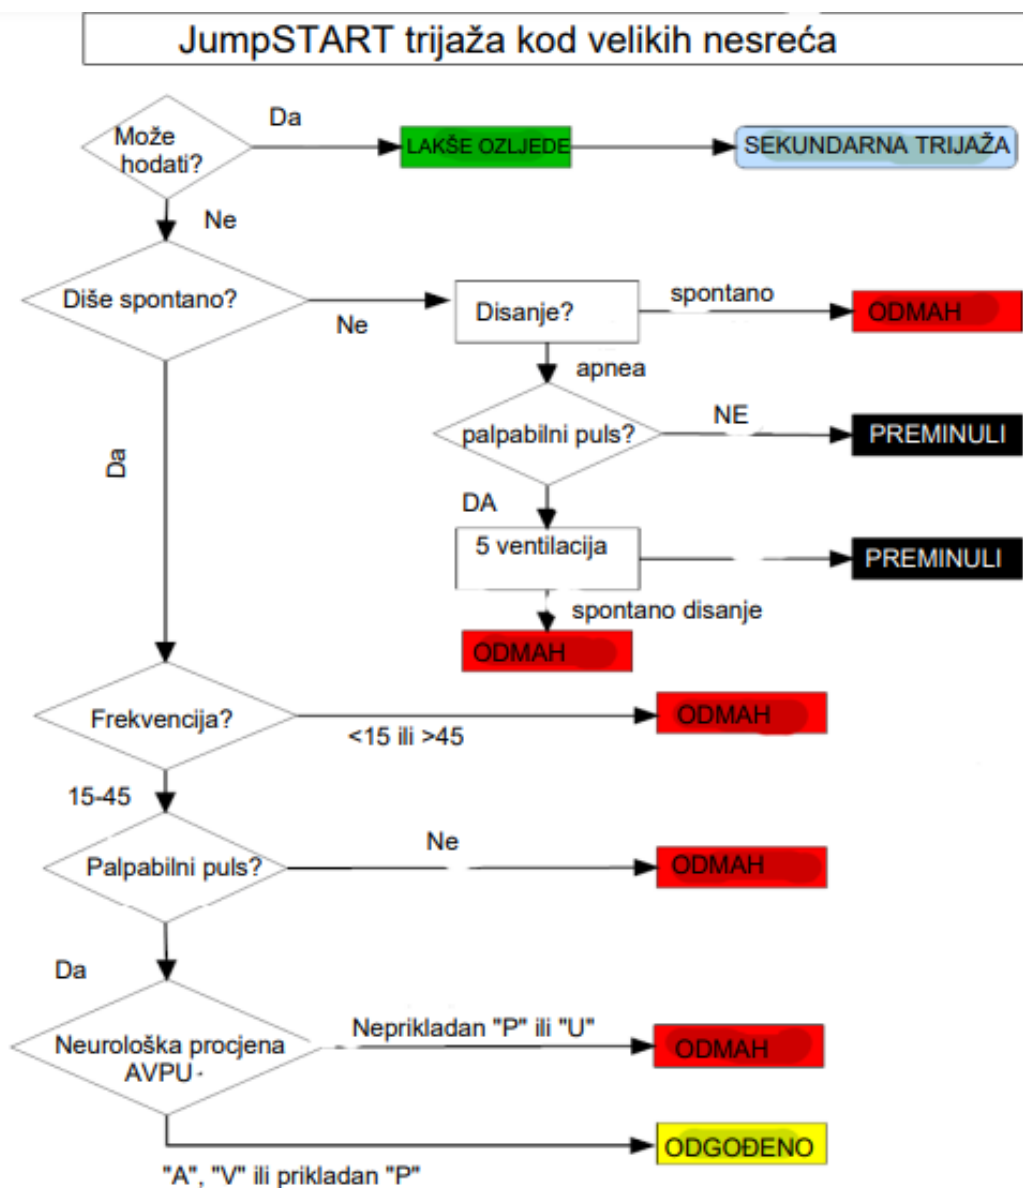 JumpSTART trijaža kod velikih nesreća
Može
hodati?
Da
LAKŠE OZLJEDE
SEKUNDARNA TRIJAŽA
Ne
Diše spontano?
Ne
Disanje?
spontano
ODMAH
apnea
palpabilni puls?
NE
PREMINULI
Da
DA
5 ventilacija
PREMINULI
spontano disanje
ODMAH
Frekvencija?
<15 ili >45
ODMAH
15-45
Palpabilni puls?
Ne
ODMAH
Da
Neurološka procjena
AVPU
Neprikladan "P" ili "U"
ODMAH
ODGOĐENO
"A", "V" ili prikladan "P"